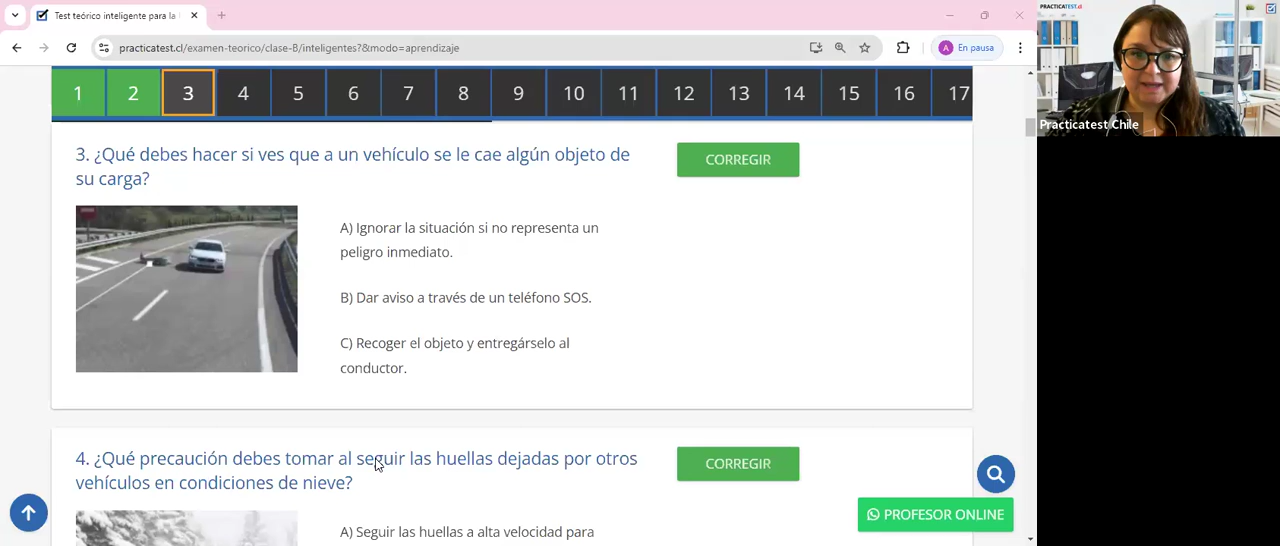 Test teórico inteligente para la
practicatest.cl/examen-teorico/clase-B/inteligentes?&modo=aprendizaje
A
En pausa
PRACTICATEST.cl
Practicatest Chile
1 2 3 4 5 6 7 8 9 10 11 12 13 14 15 16 17
3. ¿Qué debes hacer si ves que a un vehículo se le cae algún objeto de
su carga?
CORREGIR
A) Ignorar la situación si no representa un
peligro inmediato.
B) Dar aviso a través de un teléfono SOS.
C) Recoger el objeto y entregárselo al
conductor.
4. ¿Qué precaución debes tomar al seguir las huellas dejadas por otros
vehículos en condiciones de nieve?
CORREGIR
A) Seguir las huellas a alta velocidad para
PROFESOR ONLINE